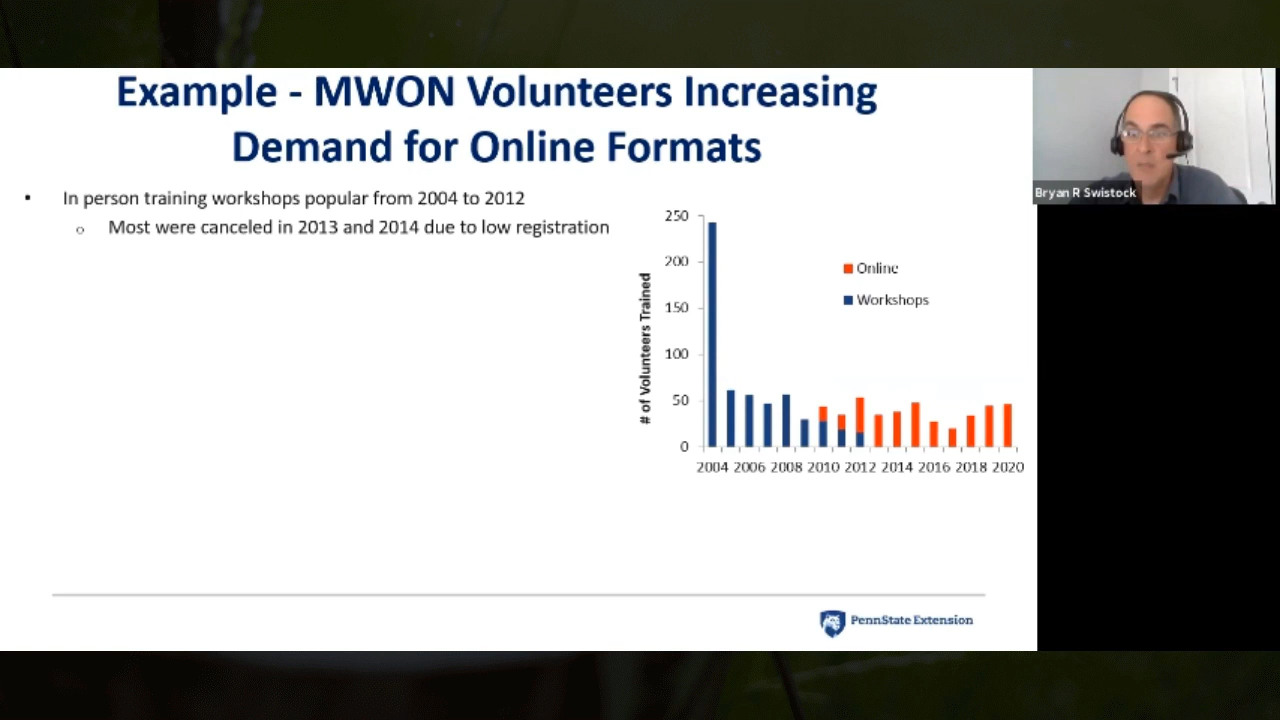 Example - MWON Volunteers Increasing
Demand for Online Formats
• In person training workshops popular from 2004 to 2012
o Most were canceled in 2013 and 2014 due to low registration
Bryan R Swistock
# of Volunteers Trained
250
200
150
100
50
0
Online
Workshops
2004 2006 2008 2010 2012 2014 2016 2018 2020
PennState Extension